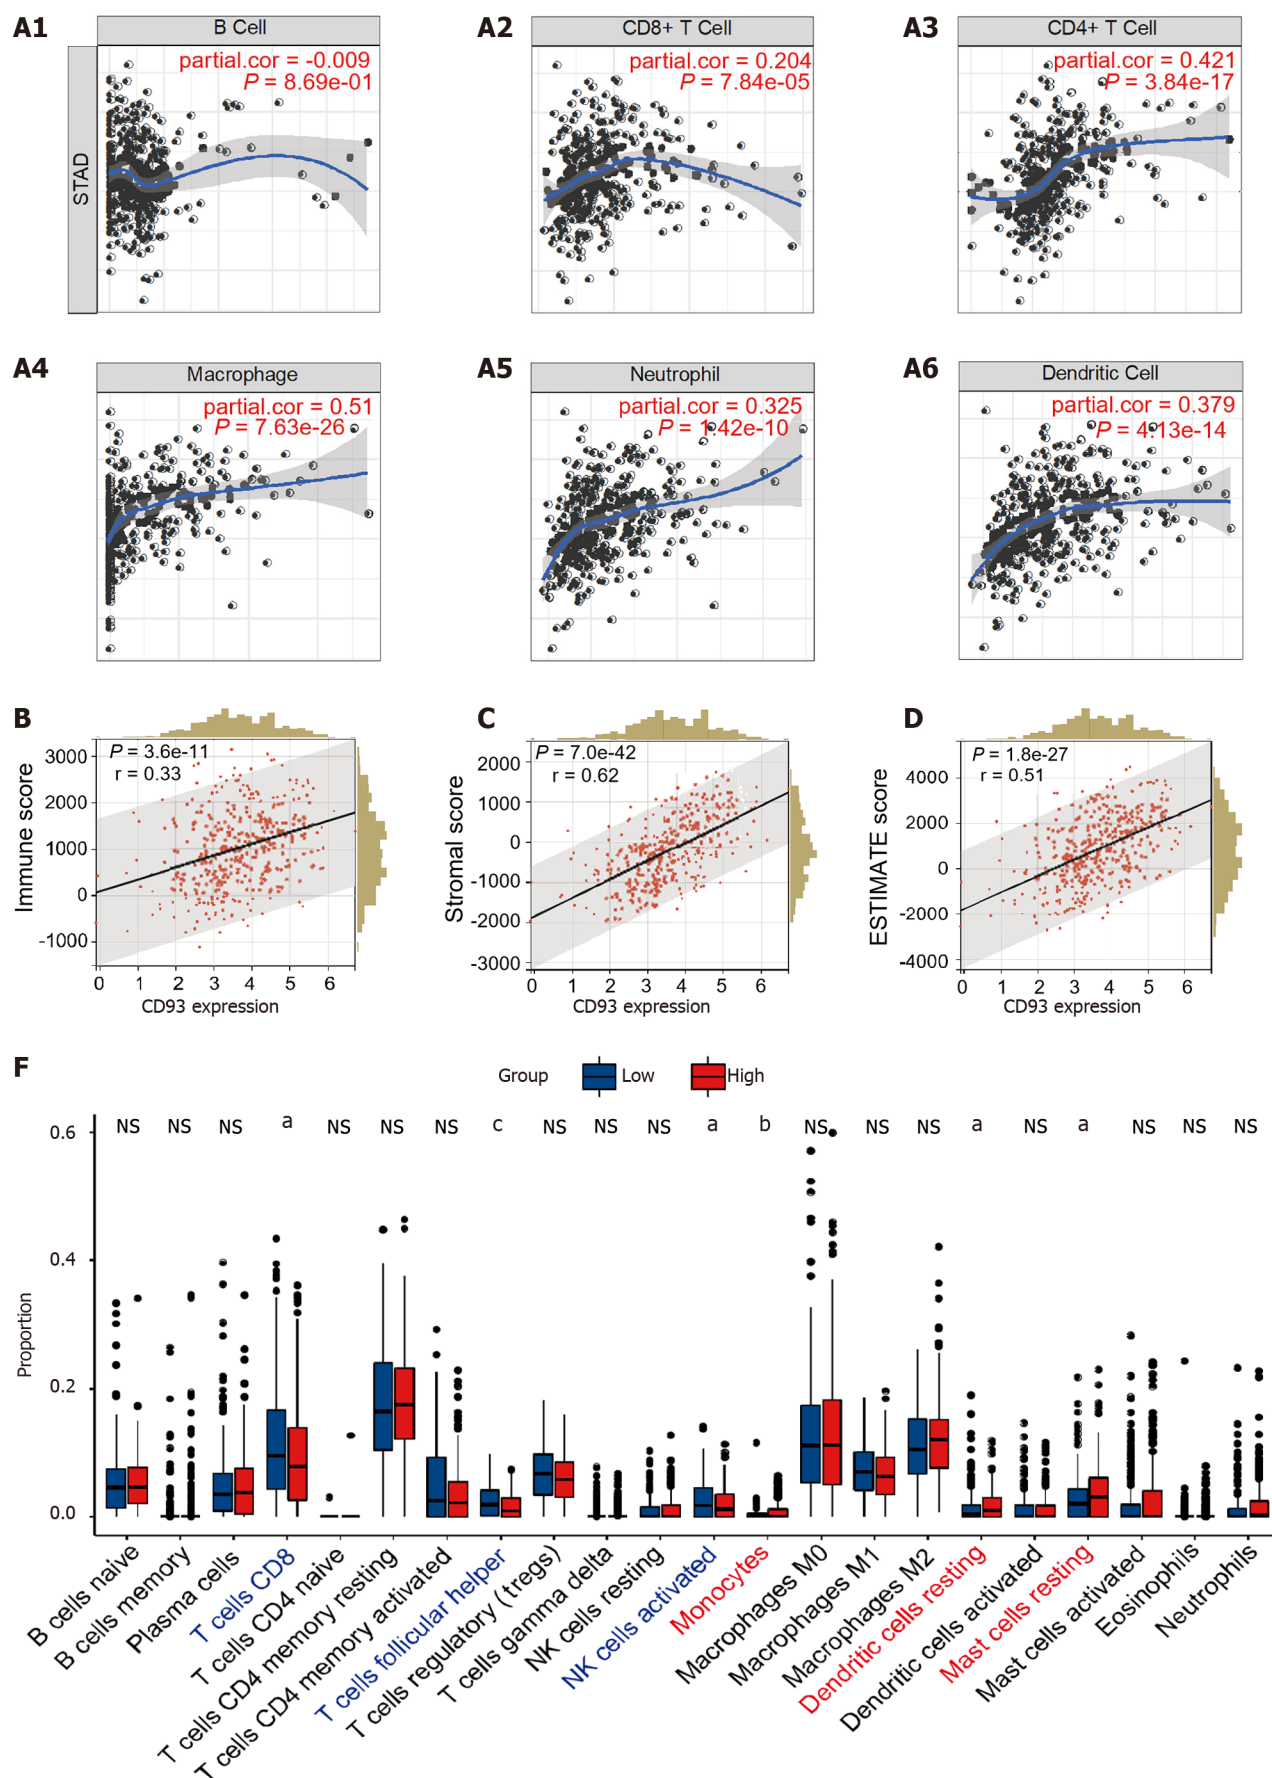 A1
B Cell
partial.cor = -0.009
P = 8.69e-01
STAD
A2
CD8+ T Cell
partial.cor = 0.204
P = 7.84e-05
A3
CD4+ T Cell
partial.cor = 0.421
P = 3.84e-17
A4
Macrophage
partial.cor = 0.51
P = 7.63e-26
A5
Neutrophil
partial.cor = 0.325
P = 1.42e-10
A6
Dendritic Cell
partial.cor = 0.379
P = 4.13e-14
B
P = 3.6e-11
r = 0.33
Immune score
3000
2000
1000
0
-1000
0 1 2 3 4 5 6
CD93 expression
C
P = 7.0e-42
r = 0.62
Stromal score
2000
1000
0
-1000
-2000
-3000
0 1 2 3 4 5 6
CD93 expression
D
P = 1.8e-27
r = 0.51
ESTIMATE score
4000
2000
0
-2000
-4000
0 1 2 3 4 5 6
CD93 expression
F
Group Low High
NS NS NS a NS NS NS c NS NS NS a b NS NS NS a NS a NS NS NS
Proportion
0.6
0.4
0.2
0.0
B cells naive
B cells memory
Plasma cells
T cells CD8
T cells CD4 naive
T cells CD4 memory resting
T cells CD4 memory activated
T cells follicular helper
T cells regulatory (tregs)
T cells gamma delta
NK cells resting
NK cells activated
Monocytes
Macrophages M0
Macrophages M1
Macrophages M2
Dendritic cells resting
Dendritic cells activated
Mast cells resting
Mast cells activated
Eosinophils
Neutrophils